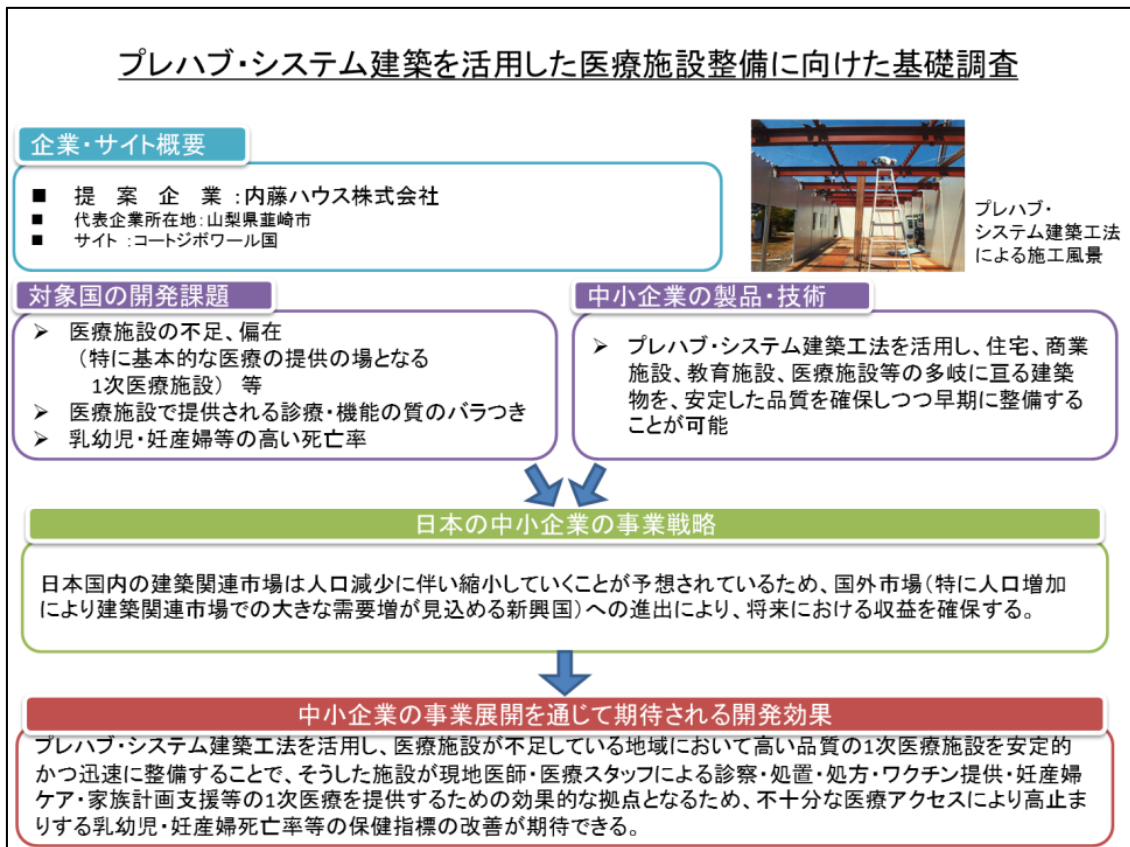 プレハブ・システム建築を活用した医療施設整備に向けた基礎調査
企業・サイト概要
■ 提 案 企 業 :内藤ハウス株式会社
■ 代表企業所在地:山梨県韮崎市
■ サイト :コートジボワール国
プレハブ・
システム建築工法
による施工風景
対象国の開発課題
➢ 医療施設の不足、偏在
(特に基本的な医療の提供の場となる
1次医療施設) 等
➢ 医療施設で提供される診療・機能の質のバラつき
➢ 乳幼児・妊産婦等の高い死亡率
中小企業の製品・技術
➢ プレハブ・システム建築工法を活用し、住宅、商業
施設、教育施設、医療施設等の多岐に亘る建築
物を、安定した品質を確保しつつ早期に整備する
ことが可能
日本の中小企業の事業戦略
日本国内の建築関連市場は人口減少に伴い縮小していくことが予想されているため、国外市場(特に人口増加
により建築関連市場での大きな需要増が見込める新興国)への進出により、将来における収益を確保する。
中小企業の事業展開を通じて期待される開発効果
プレハブ・システム建築工法を活用し、医療施設が不足している地域において高い品質の1次医療施設を安定的
かつ迅速に整備することで、そうした施設が現地医師・医療スタッフによる診察・処置・処方・ワクチン提供・妊産婦
ケア・家族計画支援等の1次医療を提供するための効果的な拠点となるため、不十分な医療アクセスにより高止ま
りする乳幼児・妊産婦死亡率等の保健指標の改善が期待できる。